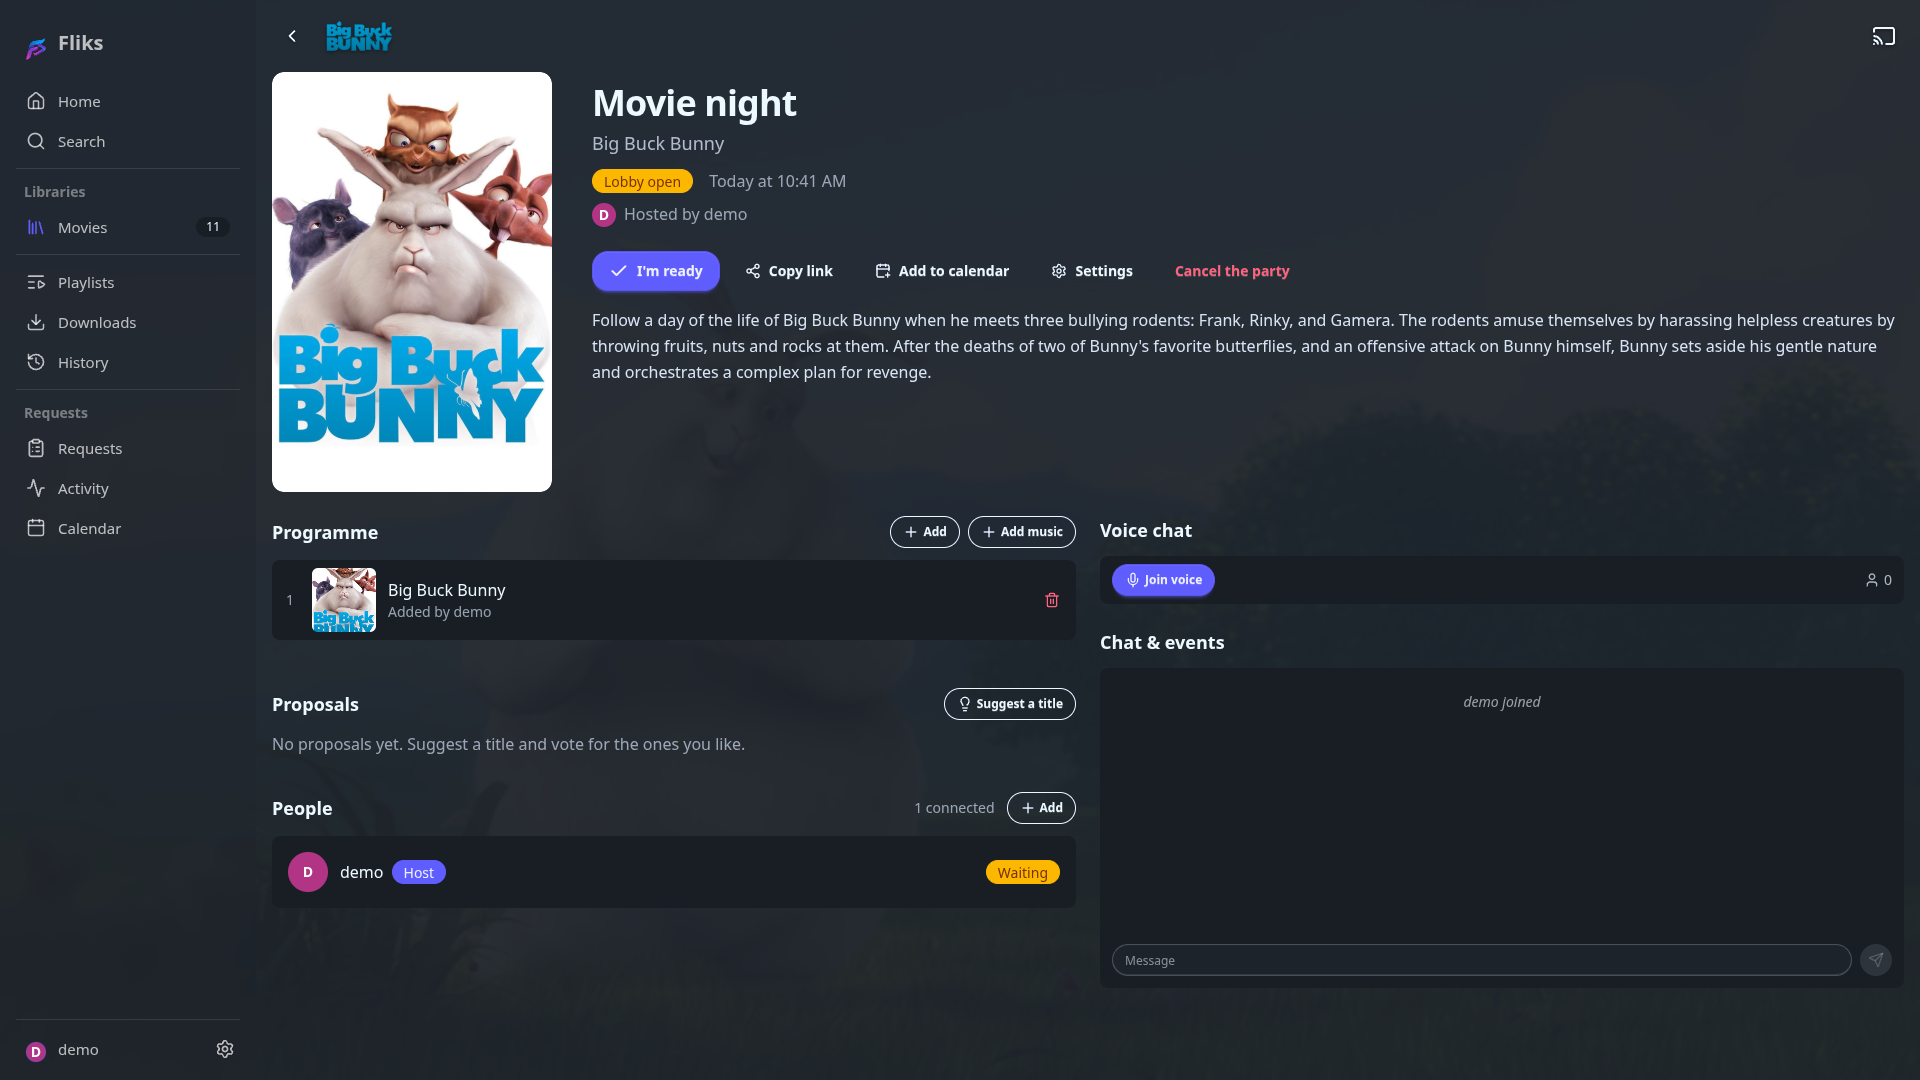 Fliks
Home
Search
Libraries
Movies
11
Playlists
Downloads
History
Requests
Requests
Activity
Calendar
D
demo
Big Buck
BUNNY
Big Buck
BUNNY
Movie night
Big Buck Bunny
Lobby open
Today at 10:41 AM
D
Hosted by demo
I'm ready
Copy link
Add to calendar
Settings
Cancel the party
Follow a day of the life of Big Buck Bunny when he meets three bullying rodents: Frank, Rinky, and Gamera. The rodents amuse themselves by harassing helpless creatures by
throwing fruits, nuts and rocks at them. After the deaths of two of Bunny's favorite butterflies, and an offensive attack on Bunny himself, Bunny sets aside his gentle nature
and orchestrates a complex plan for revenge.
Programme
Add
Add music
1
Big Buck
BUNNY
Big Buck Bunny
Added by demo
Proposals
Suggest a title
No proposals yet. Suggest a title and vote for the ones you like.
People
1 connected
Add
D
demo
Host
Waiting
Voice chat
Join voice
0
Chat & events
demo joined
Message